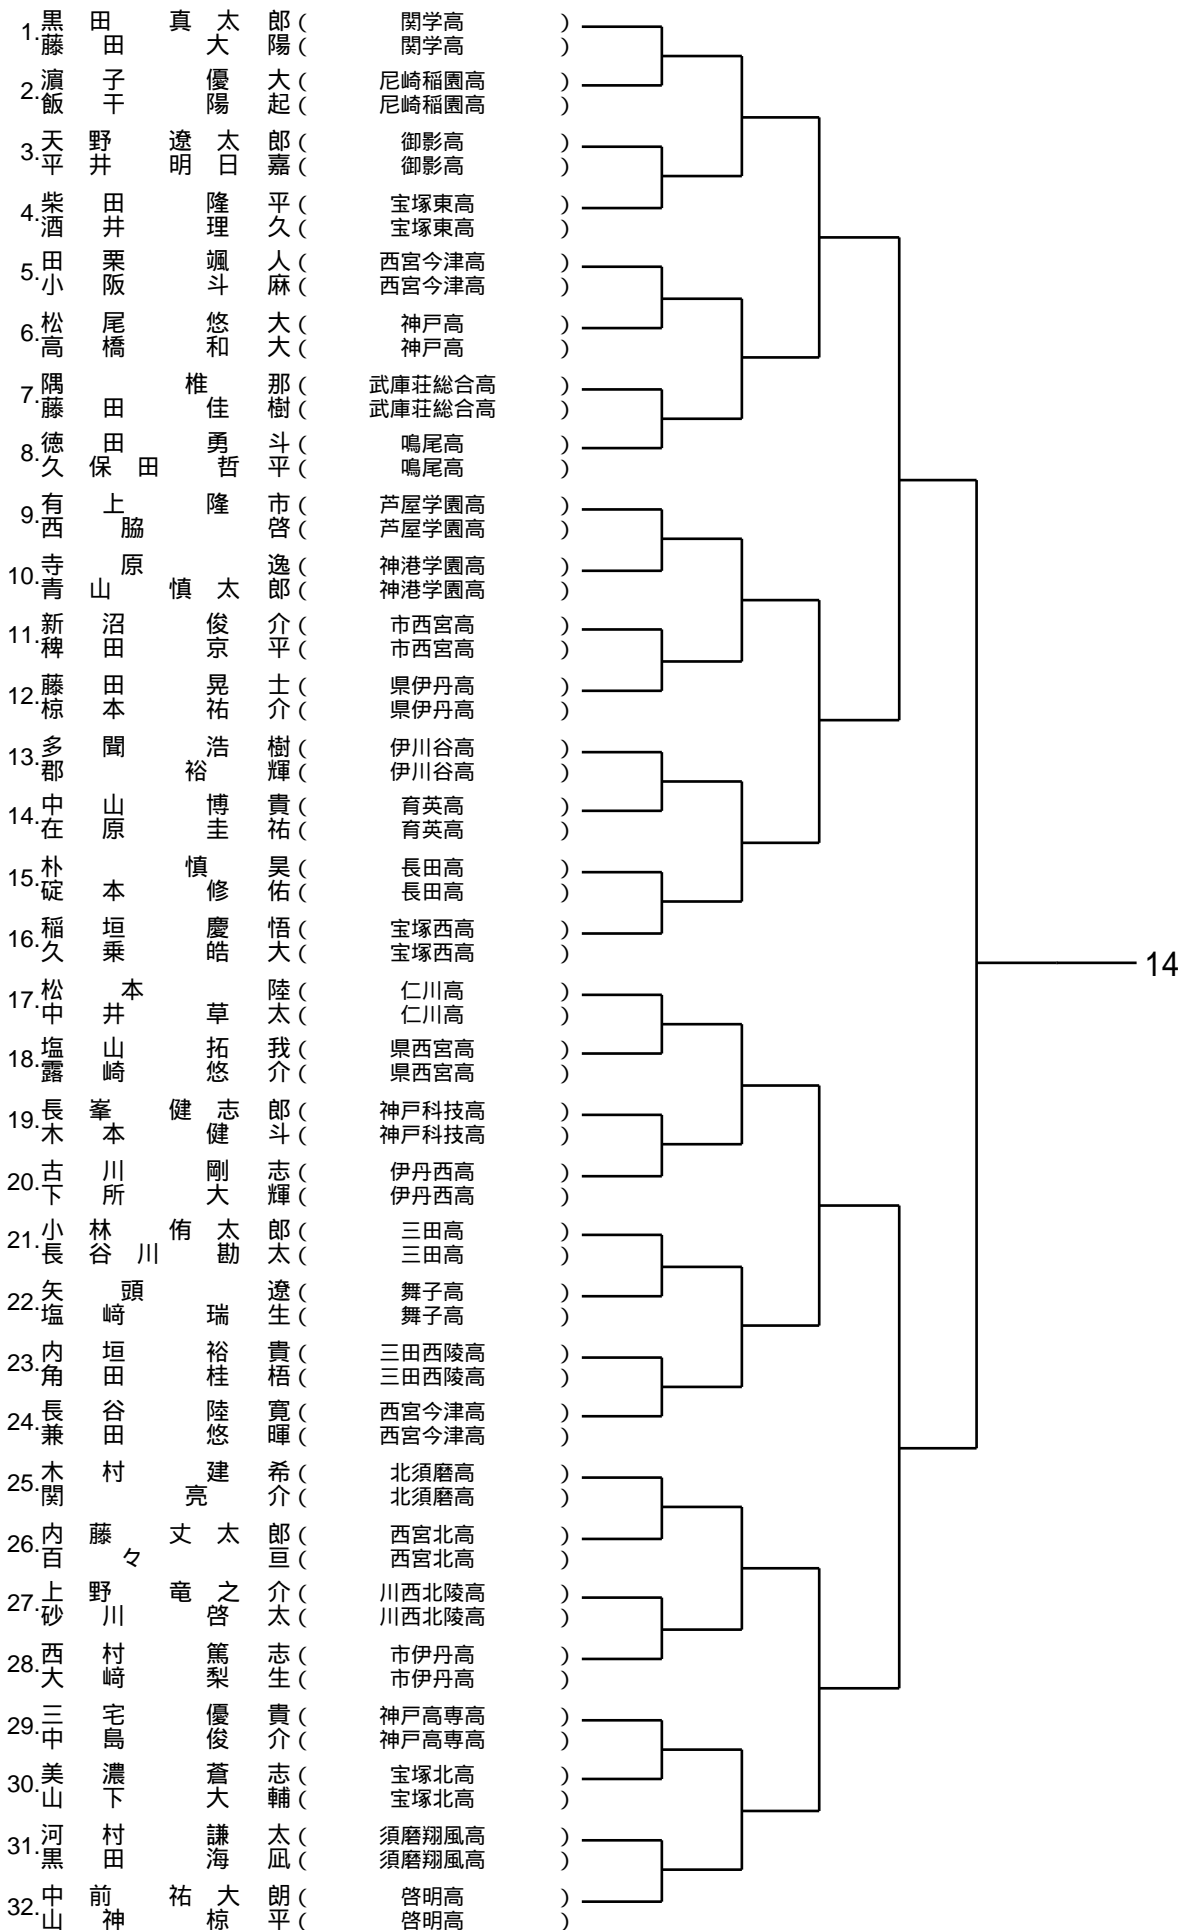 1. 黒田 真太郎 ( 関学高 )
藤田 大陽 ( 関学高 )
2. 濵子 優大 ( 尼崎稲園高 )
飯干 陽起 ( 尼崎稲園高 )
3. 天野 遼太郎 ( 御影高 )
平井 明日嘉 ( 御影高 )
4. 柴田 隆平 ( 宝塚東高 )
酒井 理久 ( 宝塚東高 )
5. 田栗 颯人 ( 西宮今津高 )
小阪 斗麻 ( 西宮今津高 )
6. 松尾 悠大 ( 神戸高 )
高橋 和大 ( 神戸高 )
7. 隅 椎那 ( 武庫荘総合高 )
藤田 佳樹 ( 武庫荘総合高 )
8. 徳田 勇斗 ( 鳴尾高 )
久保田 哲平 ( 鳴尾高 )
9. 有上 隆市 ( 芦屋学園高 )
西脇 啓 ( 芦屋学園高 )
10. 寺原 逸 ( 神港学園高 )
青山 慎太郎 ( 神港学園高 )
11. 新沼 俊介 ( 市西宮高 )
稗田 京平 ( 市西宮高 )
12. 藤田 晃士 ( 県伊丹高 )
椋本 祐介 ( 県伊丹高 )
13. 多聞 浩樹 ( 伊川谷高 )
郡 裕輝 ( 伊川谷高 )
14. 中山 博貴 ( 育英高 )
在原 圭祐 ( 育英高 )
15. 朴 慎昊 ( 長田高 )
碇本 修佑 ( 長田高 )
16. 稲垣 慶悟 ( 宝塚西高 )
久乗 皓大 ( 宝塚西高 )
14
17. 松本 陸 ( 仁川高 )
中井 草太 ( 仁川高 )
18. 塩山 拓我 ( 県西宮高 )
露崎 悠介 ( 県西宮高 )
19. 長峯 健志郎 ( 神戸科技高 )
木本 健斗 ( 神戸科技高 )
20. 古川 剛志 ( 伊丹西高 )
下所 大輝 ( 伊丹西高 )
21. 小林 侑太郎 ( 三田高 )
長谷川 勘太 ( 三田高 )
22. 矢頭 遼 ( 舞子高 )
塩﨑 瑞生 ( 舞子高 )
23. 内垣 裕貴 ( 三田西陵高 )
角田 桂梧 ( 三田西陵高 )
24. 長谷 陸寛 ( 西宮今津高 )
兼田 悠暉 ( 西宮今津高 )
25. 木村 建希 ( 北須磨高 )
関 亮介 ( 北須磨高 )
26. 内藤 丈太郎 ( 西宮北高 )
百々 亘 ( 西宮北高 )
27. 上野 竜之介 ( 川西北陵高 )
砂川 啓太 ( 川西北陵高 )
28. 西村 篤志 ( 市伊丹高 )
大﨑 梨生 ( 市伊丹高 )
29. 三宅 優貴 ( 神戸高専高 )
中島 俊介 ( 神戸高専高 )
30. 美濃 蒼志 ( 宝塚北高 )
山下 大輔 ( 宝塚北高 )
31. 河村 謙太 ( 須磨翔風高 )
黒田 海凪 ( 須磨翔風高 )
32. 中前 祐大朗 ( 啓明高 )
山神 椋平 ( 啓明高 )